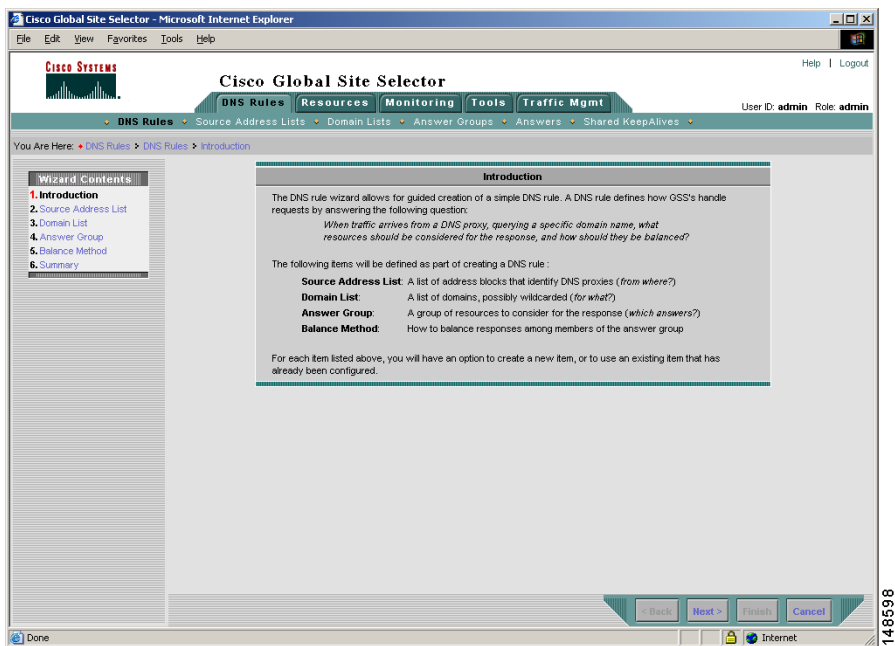 Cisco Global Site Selector - Microsoft Internet Explorer
File Edit View Favorites Tools Help
CISCO SYSTEMS
Help | Logout
Cisco Global Site Selector
DNS Rules Resources Monitoring Tools Traffic Mgmt
User ID: admin Role: admin
DNS Rules Source Address Lists Domain Lists Answer Groups Answers Shared KeepAlives
You Are Here: DNS Rules DNS Rules Introduction
Wizard Contents
1. Introduction
2. Source Address List
3. Domain List
4. Answer Group
5. Balance Method
6. Summary
Introduction
The DNS rule wizard allows for guided creation of a simple DNS rule. A DNS rule defines how GSS's handle
requests by answering the following question:
When traffic arrives from a DNS proxy, querying a specific domain name, what
resources should be considered for the response, and how should they be balanced?
The following items will be defined as part of creating a DNS rule :
Source Address List: A list of address blocks that identify DNS proxies (from where?)
Domain List: A list of domains, possibly wildcarded (for what?)
Answer Group: A group of resources to consider for the response (which answers?)
Balance Method: How to balance responses among members of the answer group
For each item listed above, you will have an option to create a new item, or to use an existing item that has
already been configured.
< Back Next > Finish Cancel
Done Internet
148598